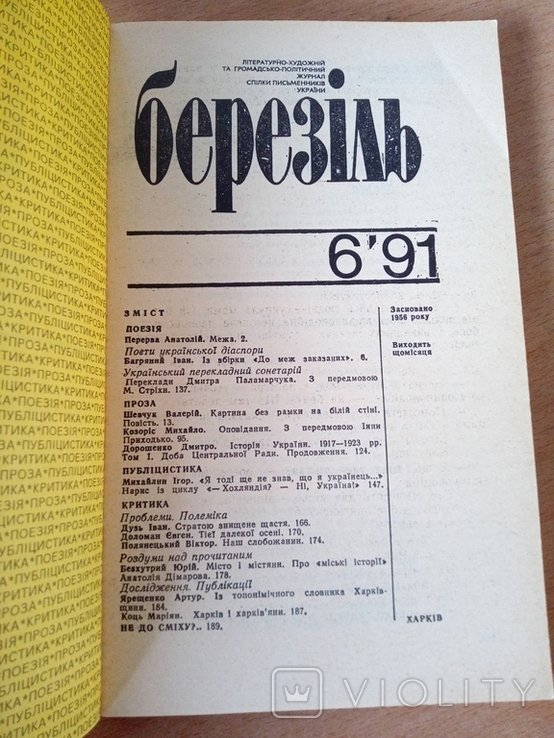 ЛІТЕРАТУРНО-ХУДОЖНІЙ
ТА ГРОМАДСЬКО-ПОЛІТИЧНИЙ
ЖУРНАЛ
СПІЛКИ ПИСЬМЕННИКІВ
УКРАЇНИ
березіль
6'91
ЗМІСТ
ПОЕЗІЯ
Перерва Анатолій. Межа. 2.
Поети української діаспори
Багряний Іван. Із збірки «До меж заказаних». 6.
Український перекладний сонетарій
Переклади Дмитра Паламарчука. З передмовою
М. Стріхи. 137.
ПРОЗА
Шевчук Валерій. Картина без рамки на білій стіні.
Повість. 13.
Козоріс Михайло. Оповідання. З передмовою Інни
Приходько. 95.
Дорошенко Дмитро. Історія України. 1917—1923 рр.
Том I. Доба Центральної Ради. Продовження. 124.
ПУБЛІЦИСТИКА
Михайлин Ігор. «Я тоді ще не знав, що я українець...»
Нарис із циклу «— Хохляндія? — Ні, Україна!» 147.
КРИТИКА
Проблеми. Полеміка
Дузь Іван. Стратою знищене щастя. 166.
Доломан Євген. Тієї далекої осені. 170.
Полянецький Віктор. Наш слобожанин. 174.
Роздуми над прочитаним
Безхутрий Юрій. Місто і містяни. Про «міські історії»
Анатолія Дімарова. 178.
Дослідження. Публікації
Ярещенко Артур. Із топонімічного словника Харків-
щини. 184.
Коць Маріян. Харків і харків'яни. 187.
НЕ ДО СМІХУ?.. 189.
Засновано
1956 року
Виходить
щомісяця
ХАРКІВ
VIOLITY